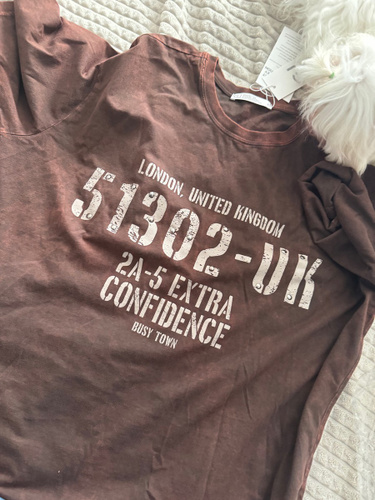 LONDON, UNITED KINGDOM
51302-UK
2A-5 EXTRA
CONFIDENCE
BUSY TOWN